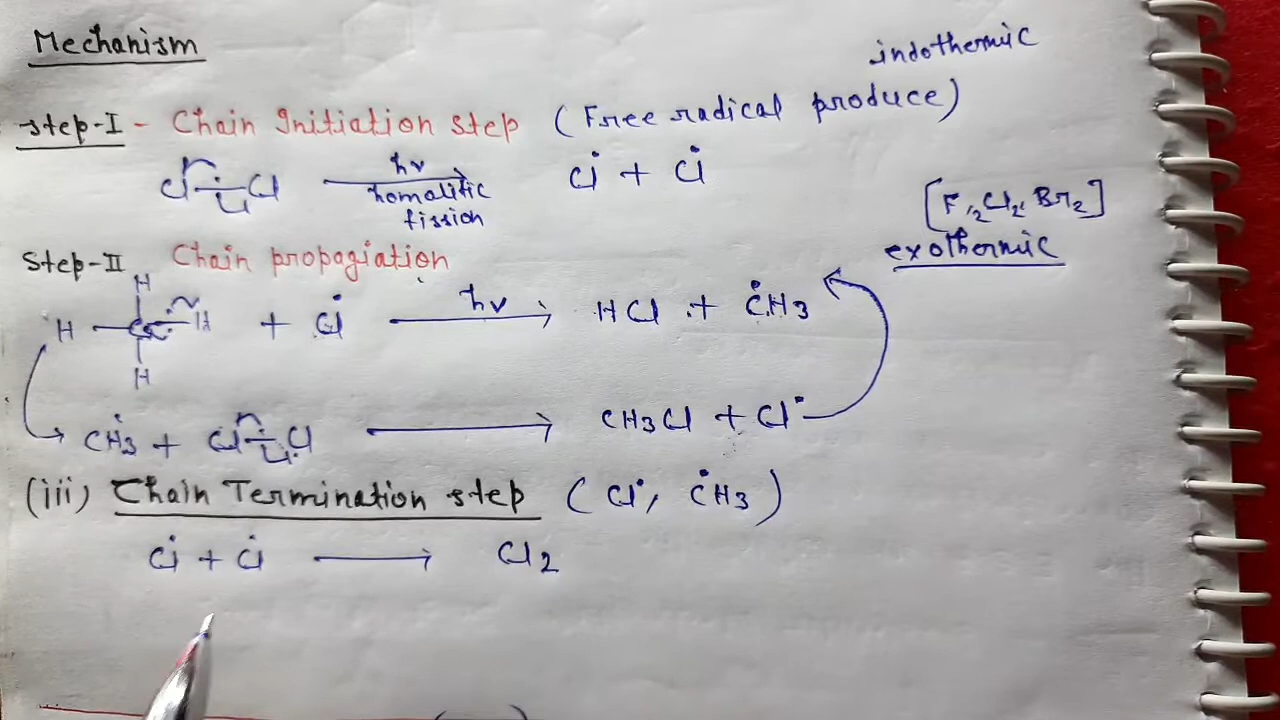 Mechanism
indothermic
Step-I - Chain Initiation step (Free radical produce)
Cl-Cl hν homolitic fission Cl• + Cl•
[F2, Cl2, Br2]
Step-II Chain propagiation
exothermic
H
H - C - H + Cl• hν HCl + •CH3
H
•CH3 + Cl-Cl → CH3Cl + Cl•
(iii) Chain Termination step (Cl•, •CH3)
Cl• + Cl• → Cl2